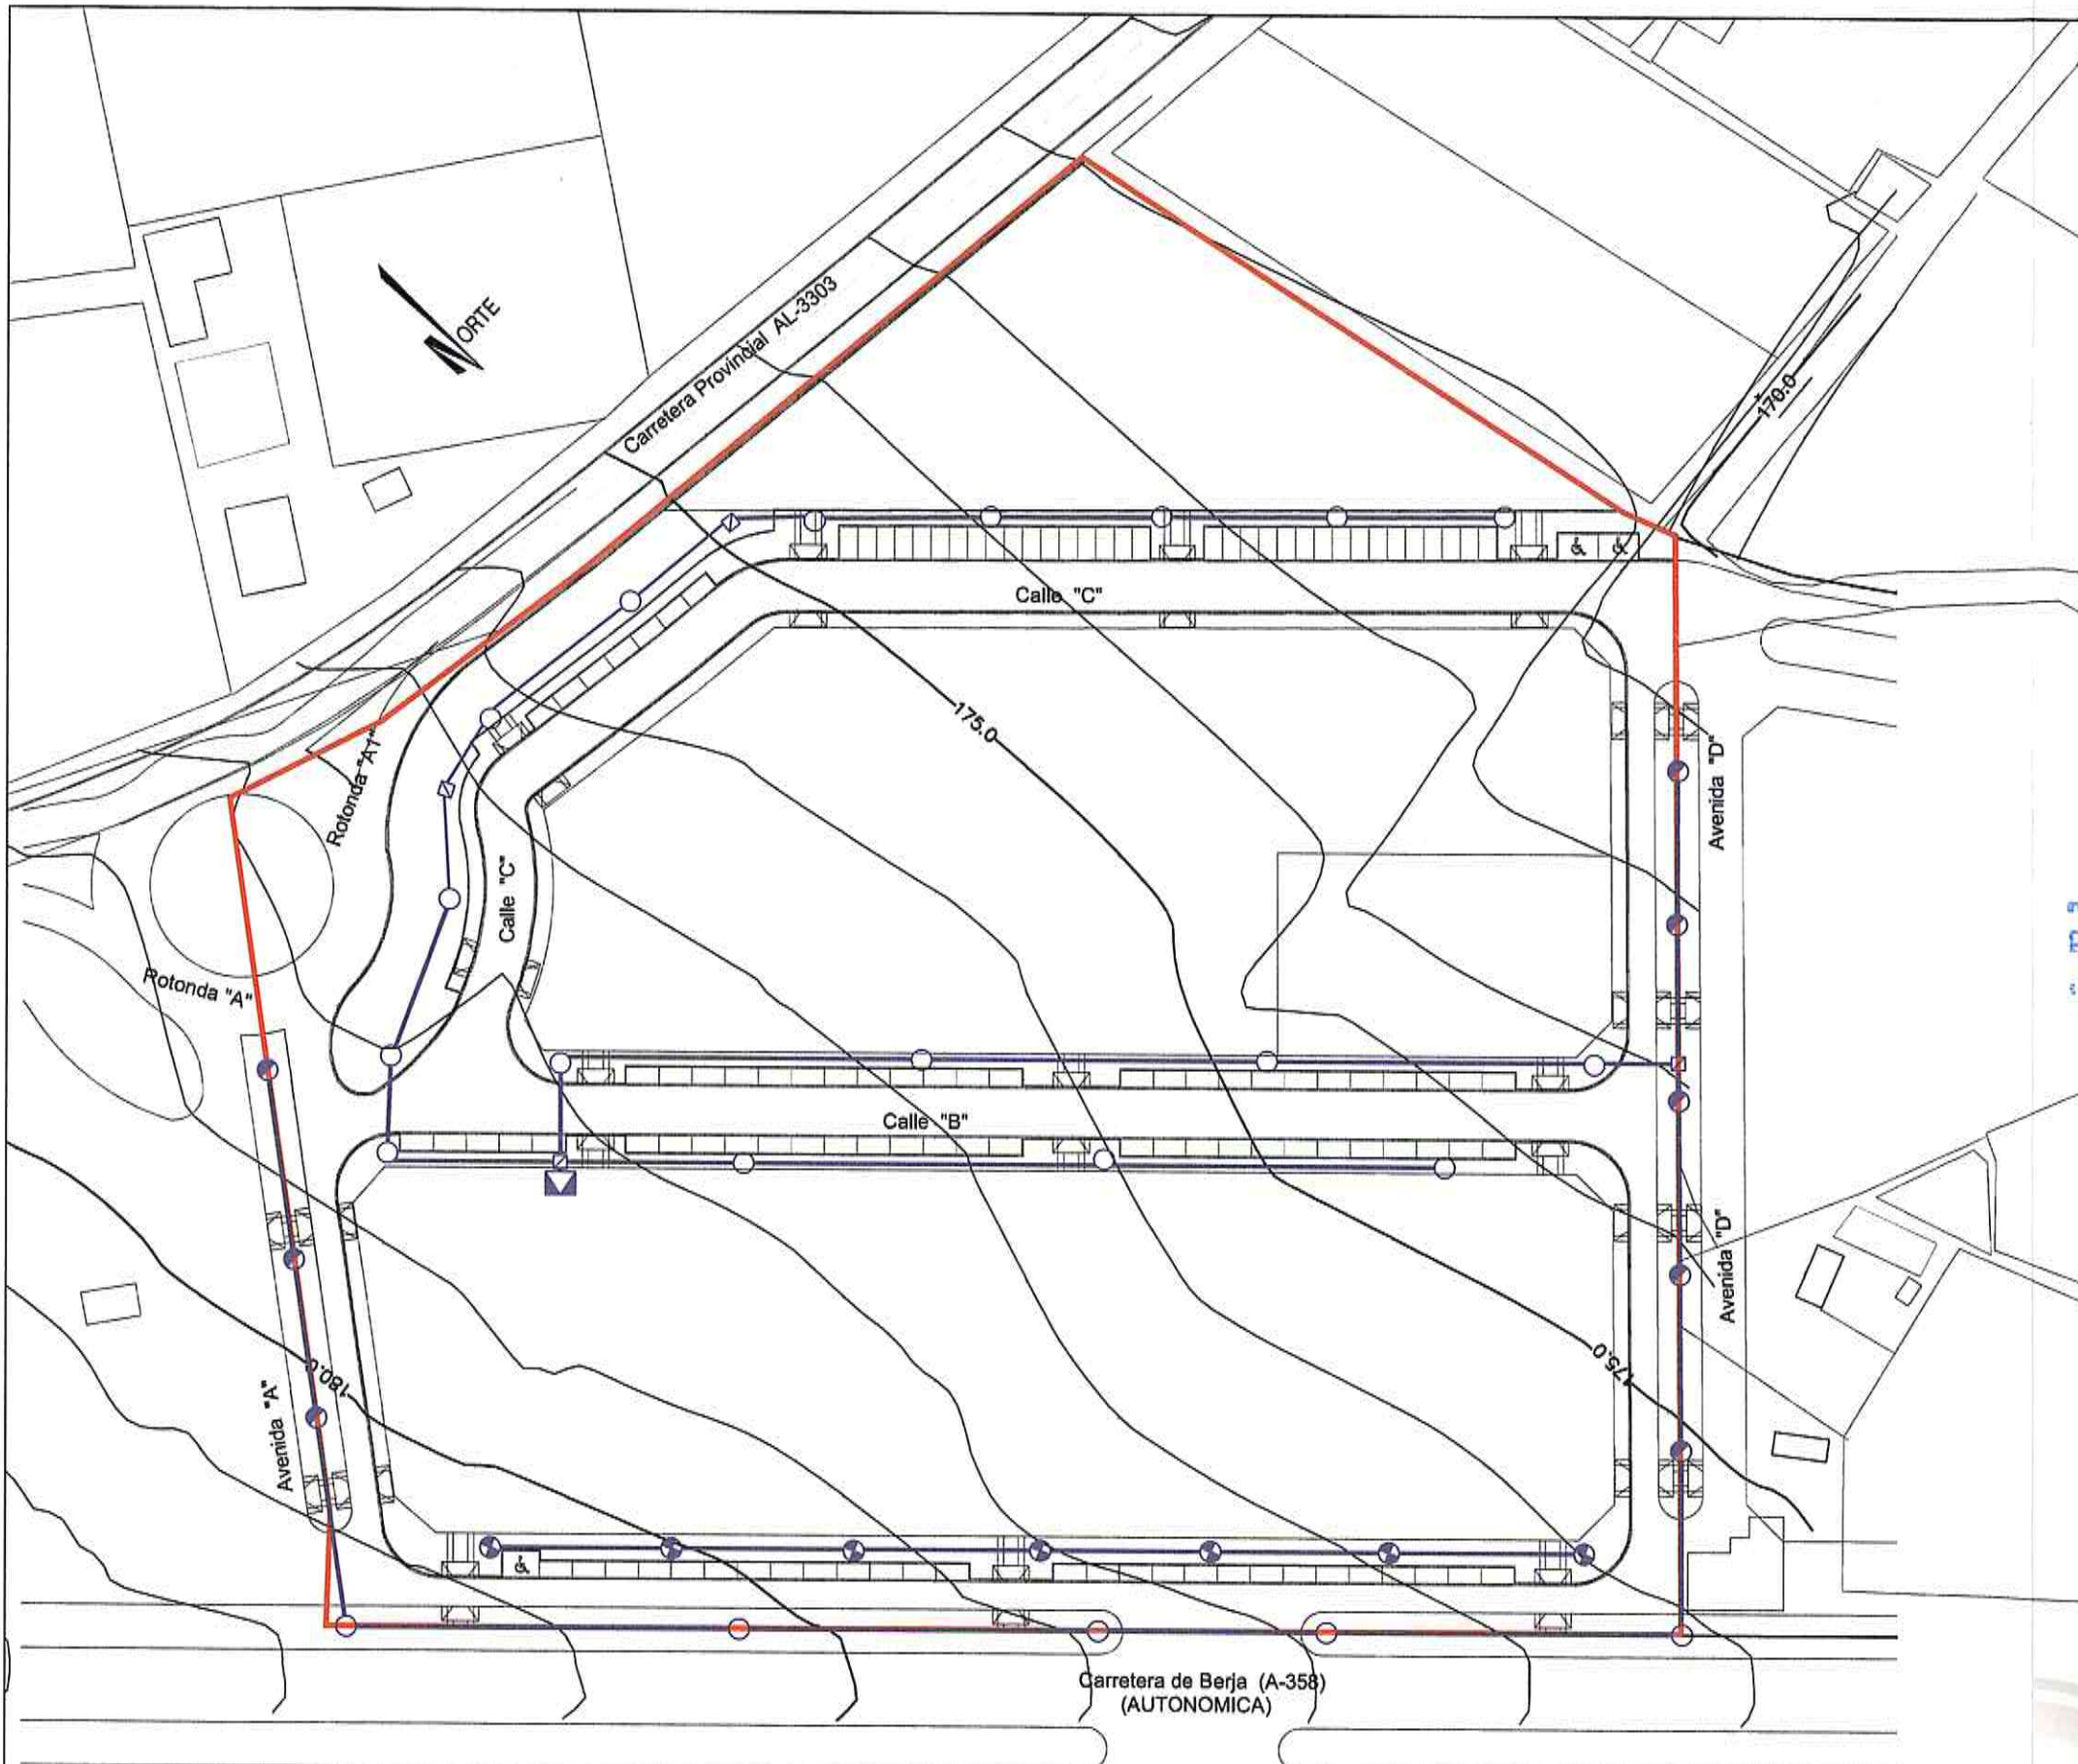 NORTE
Carretera Provincial AL-3303
170.0
Calle "C"
175.0
Rotonda "A1"
Avenida "D"
Calle "C"
Rotonda "A"
Calle "B"
Avenida "D"
175.0
180.0
Avenida "A"
Carretera de Berja (A-358)
(AUTONOMICA)